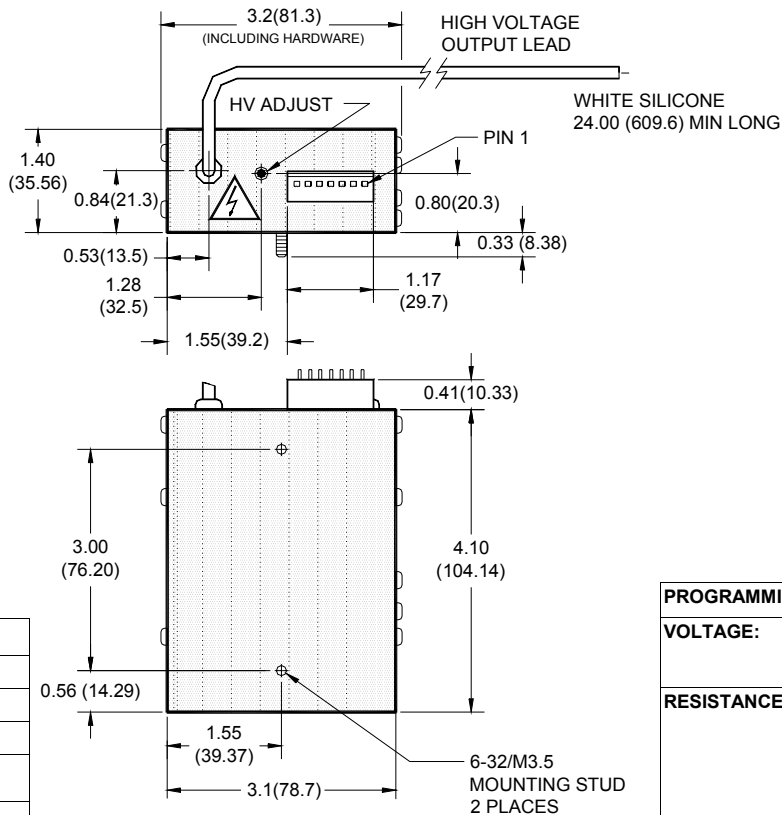 3.2(81.3)
(INCLUDING HARDWARE)
HIGH VOLTAGE
OUTPUT LEAD
HV ADJUST
WHITE SILICONE
24.00 (609.6) MIN LONG
PIN 1
1.40
(35.56)
0.84(21.3)
0.80(20.3)
0.33 (8.38)
0.53(13.5)
1.28
(32.5)
1.17
(29.7)
1.55(39.2)
0.41(10.33)
3.00
(76.20)
4.10
(104.14)
0.56 (14.29)
1.55
(39.37)
3.1(78.7)
6-32/M3.5
MOUNTING STUD
2 PLACES
PROGRAMMI
VOLTAGE:
RESISTANCE